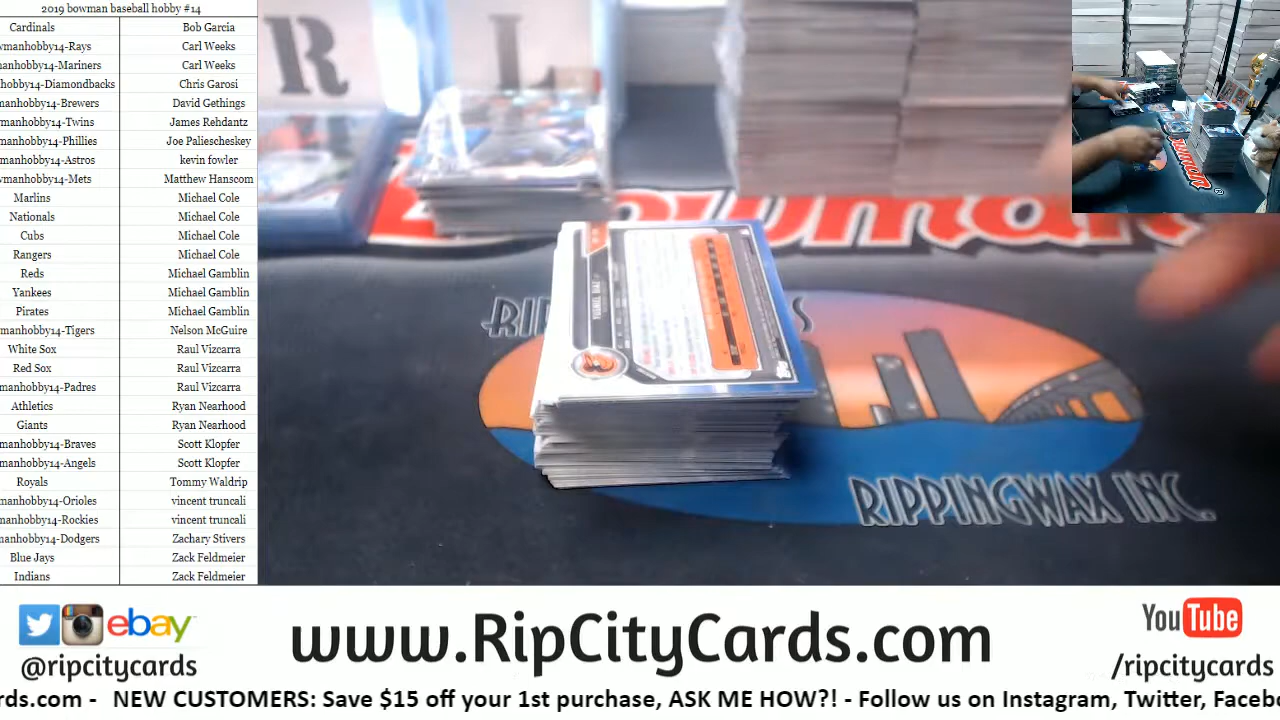 2019 bowman baseball hobby #14
Cardinals Bob Garcia
wmanhobby14-Rays Carl Weeks
manhobby14-Mariners Carl Weeks
hobby14-Diamondbacks Chris Garosi
manhobby14-Brewers David Gethings
wmanhobby14-Twins James Rehdantz
manhobby14-Phillies Joe Paliescheskey
manhobby14-Astros kevin fowler
wmanhobby14-Mets Matthew Hanscom
Marlins Michael Cole
Nationals Michael Cole
Cubs Michael Cole
Rangers Michael Cole
Reds Michael Gamblin
Yankees Michael Gamblin
Pirates Michael Gamblin
manhobby14-Tigers Nelson McGuire
White Sox Raul Vizcarra
Red Sox Raul Vizcarra
manhobby14-Padres Raul Vizcarra
Athletics Ryan Nearhood
Giants Ryan Nearhood
manhobby14-Braves Scott Klopfer
manhobby14-Angels Scott Klopfer
Royals Tommy Waldrip
manhobby14-Orioles vincent truncali
manhobby14-Rockies vincent truncali
manhobby14-Dodgers Zachary Stivers
Blue Jays Zack Feldmeier
Indians Zack Feldmeier
R L
Bowman
YUSNIEL DIAZ
RIPPINGWAX INC.
ebay
@ripcitycards
www.RipCityCards.com
YouTube
/ripcitycards
rds.com - NEW CUSTOMERS: Save $15 off your 1st purchase, ASK ME HOW?! - Follow us on Instagram, Twitter, Facebo